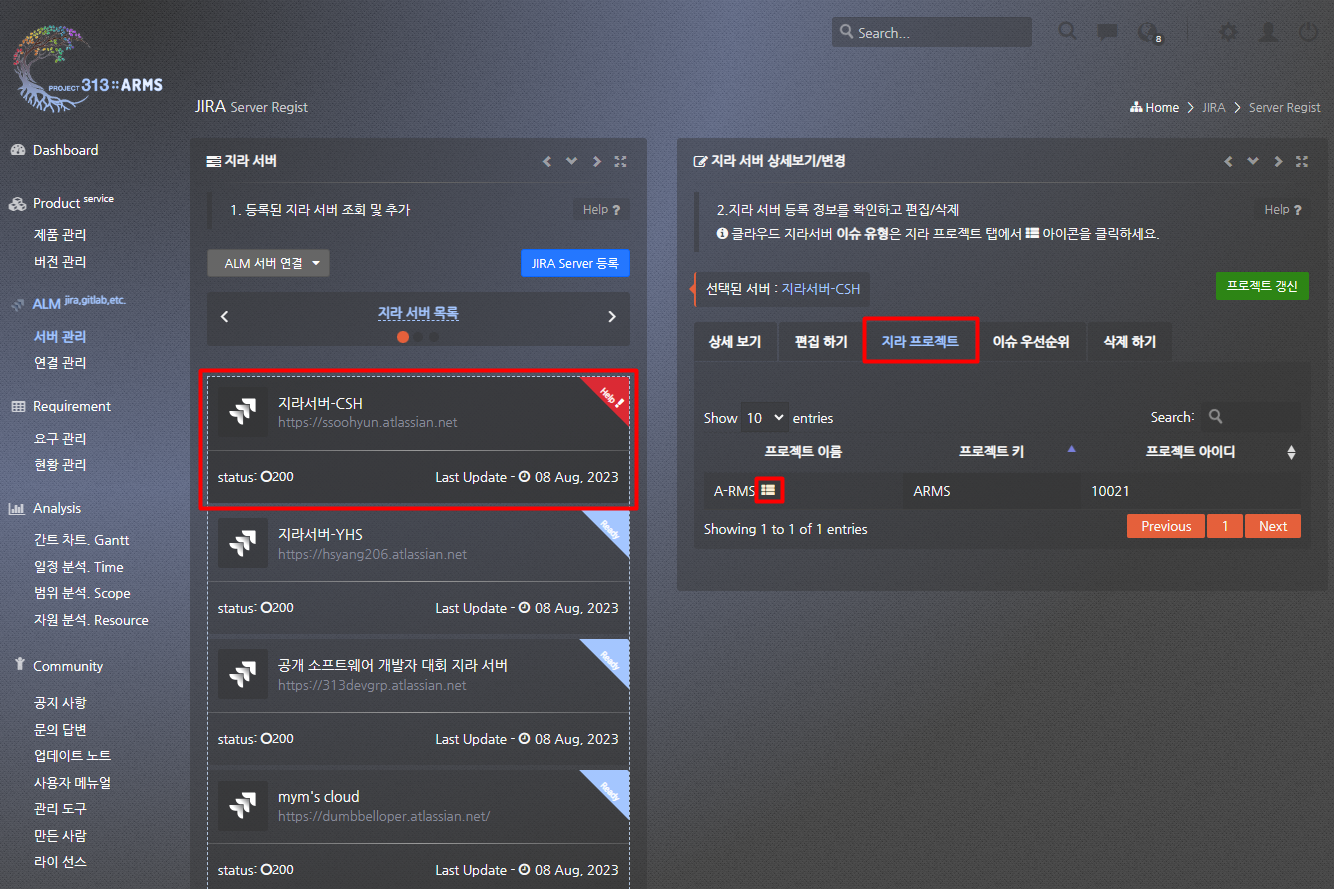 Search...
8
PROJECT 313 :: ARMS
JIRA Server Regist
Home > JIRA > Server Regist
Dashboard
Product service
제품 관리
버전 관리
ALM jira,gitlab,etc.
서버 관리
연결 관리
Requirement
요구 관리
현황 관리
Analysis
간트 차트. Gantt
일정 분석. Time
범위 분석. Scope
자원 분석. Resource
Community
공지 사항
문의 답변
업데이트 노트
사용자 메뉴얼
관리 도구
만든 사람
라이 선스
지라 서버
1. 등록된 지라 서버 조회 및 추가
Help ?
ALM 서버 연결
JIRA Server 등록
지라 서버 목록
지라서버-CSH
Help !
https://ssoohyun.atlassian.net
status: 200 Last Update - 08 Aug, 2023
지라서버-YHS
Ready
https://hsyang206.atlassian.net
status: 200 Last Update - 08 Aug, 2023
공개 소프트웨어 개발자 대회 지라 서버
Ready
https://313devgrp.atlassian.net
status: 200 Last Update - 08 Aug, 2023
mym's cloud
Ready
https://dumbbelloper.atlassian.net/
status: 200 Last Update - 08 Aug, 2023
지라 서버 상세보기/변경
2.지라 서버 등록 정보를 확인하고 편집/삭제
Help ?
클라우드 지라서버 이슈 유형은 지라 프로젝트 탭에서 아이콘을 클릭하세요.
선택된 서버 : 지라서버-CSH
프로젝트 갱신
상세 보기 편집 하기 지라 프로젝트 이슈 우선순위 삭제 하기
Show 10 entries
Search:
프로젝트 이름 프로젝트 키 프로젝트 아이디
A-RMS ARMS 10021
Showing 1 to 1 of 1 entries
Previous 1 Next